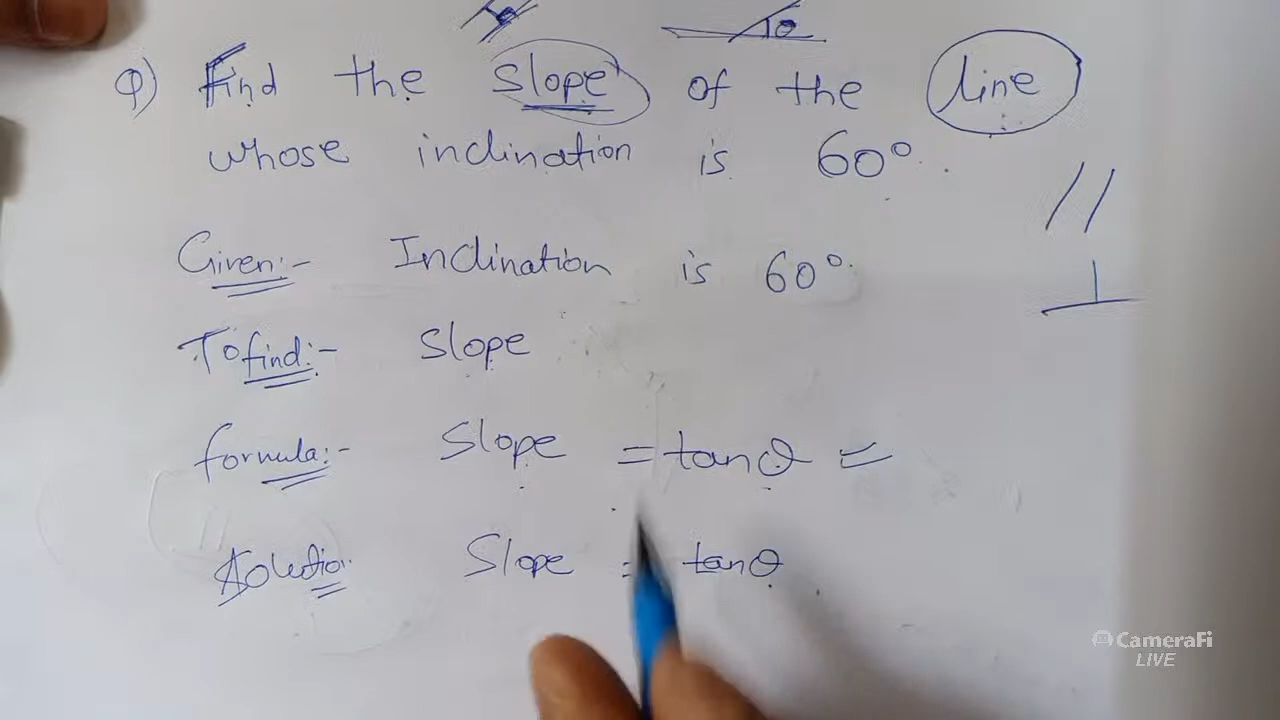 Q) Find the slope of the line
whose inclination is 60°.
Given:- Inclination is 60°.
To find:- Slope
formula:- Slope = tanθ
Solution Slope = tanθ
CameraFi
LIVE